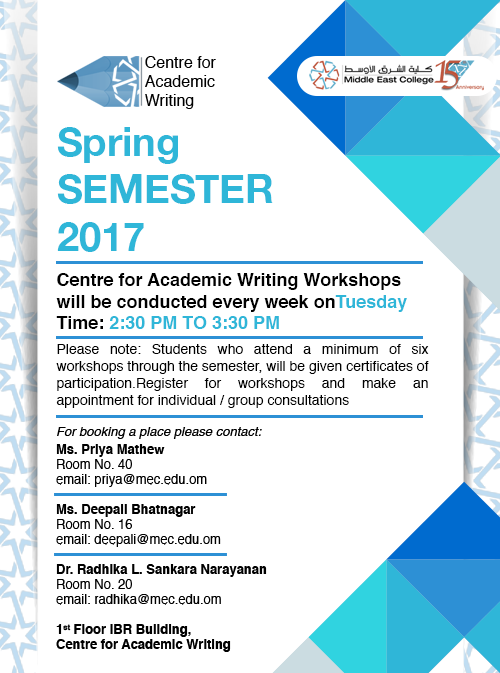 Centre for
Academic
Writing
كلية الشرق الأوسط
Middle East College
15
Anniversary
Spring
SEMESTER
2017
Centre for Academic Writing Workshops
will be conducted every week onTuesday
Time: 2:30 PM TO 3:30 PM
Please note: Students who attend a minimum of six
workshops through the semester, will be given certificates of
participation.Register for workshops and make an
appointment for individual / group consultations
For booking a place please contact:
Ms. Priya Mathew
Room No. 40
email: priya@mec.edu.om
Ms. Deepali Bhatnagar
Room No. 16
email: deepali@mec.edu.om
Dr. Radhika L. Sankara Narayanan
Room No. 20
email: radhika@mec.edu.om
1st Floor IBR Building,
Centre for Academic Writing